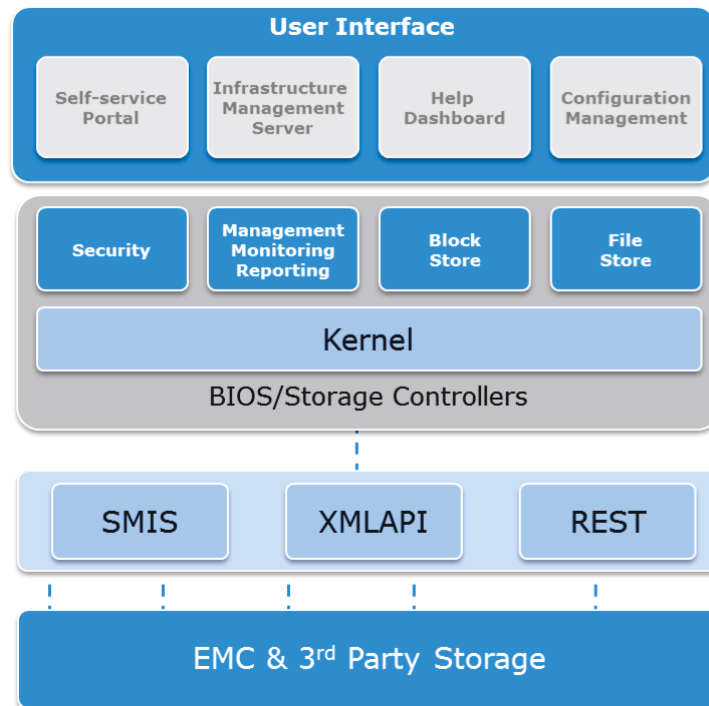 User Interface
Self-service
Portal
Infrastructure
Management
Server
Help
Dashboard
Configuration
Management
Security
Management
Monitoring
Reporting
Block
Store
File
Store
Kernel
BIOS/Storage Controllers
SMIS
XMLAPI
REST
EMC & 3rd Party Storage